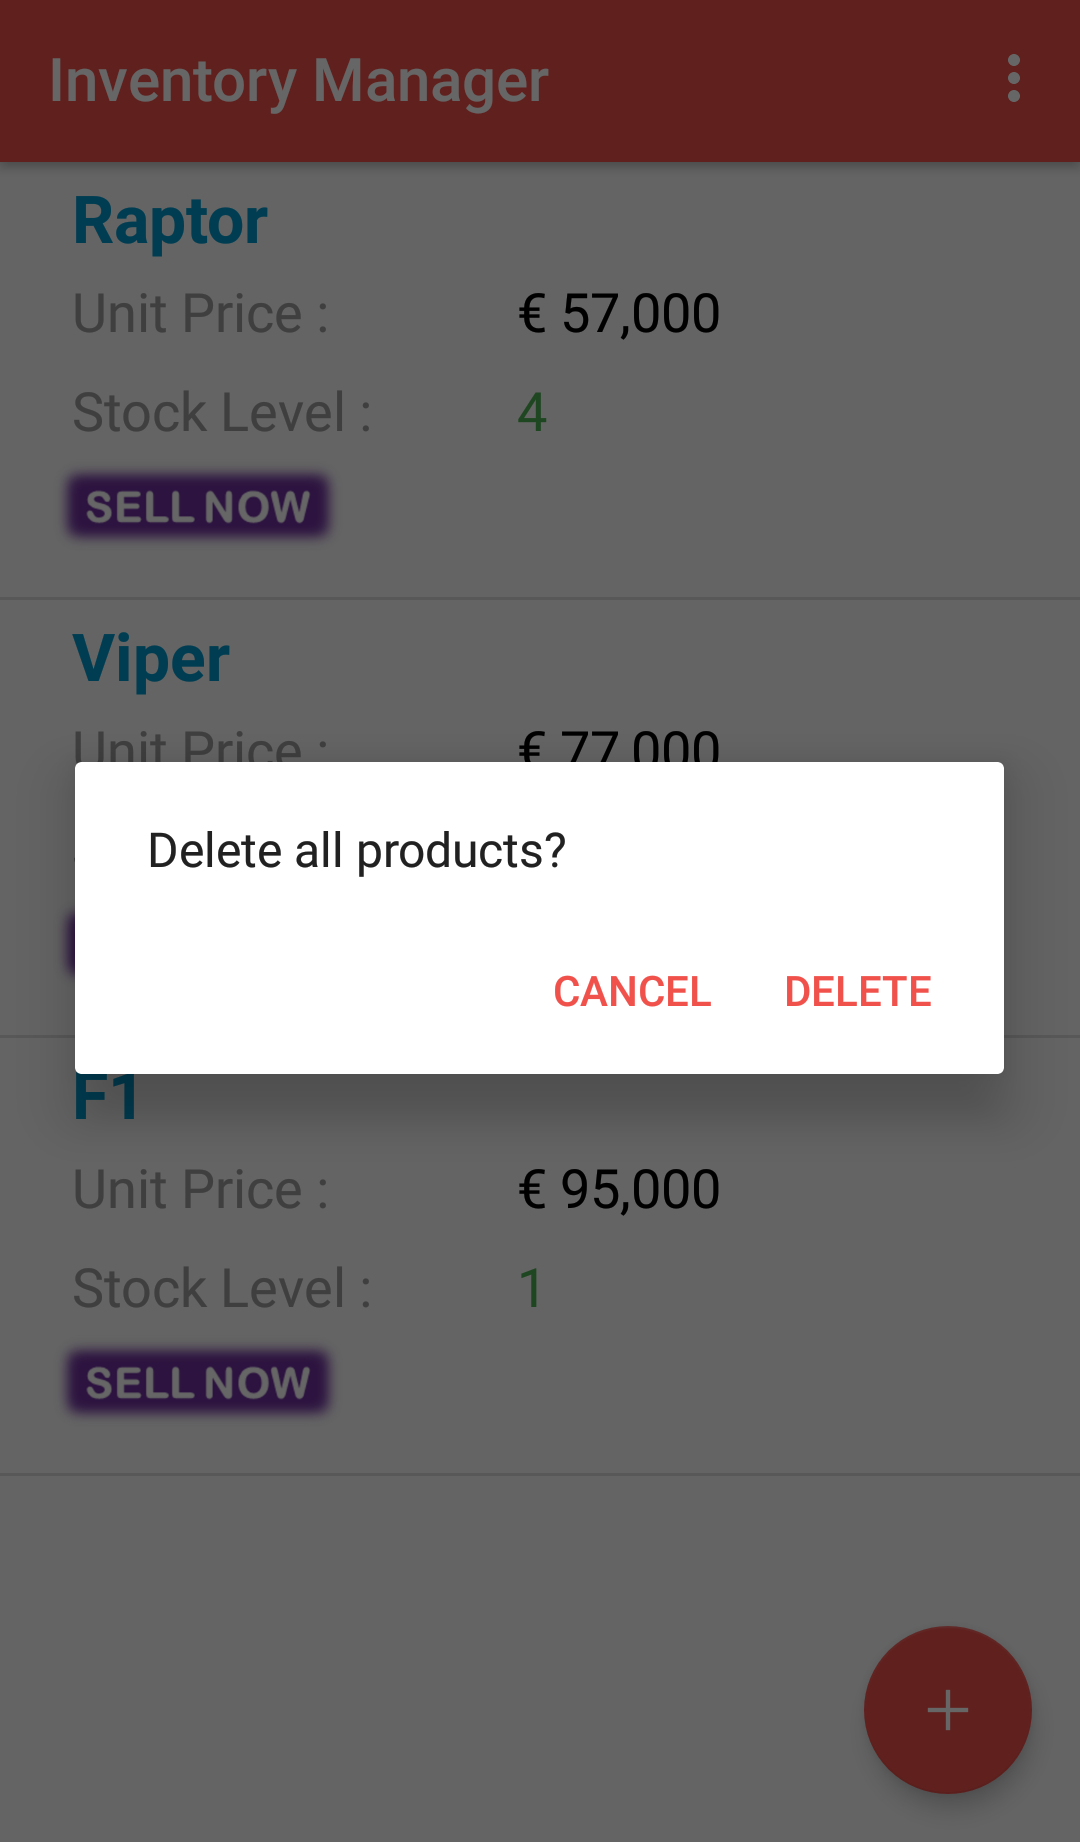 Inventory Manager
Raptor
Unit Price : € 57,000
Stock Level : 4
SELL NOW
Viper
Unit Price : € 77,000
Delete all products?
CANCEL DELETE
F1
Unit Price : € 95,000
Stock Level : 1
SELL NOW